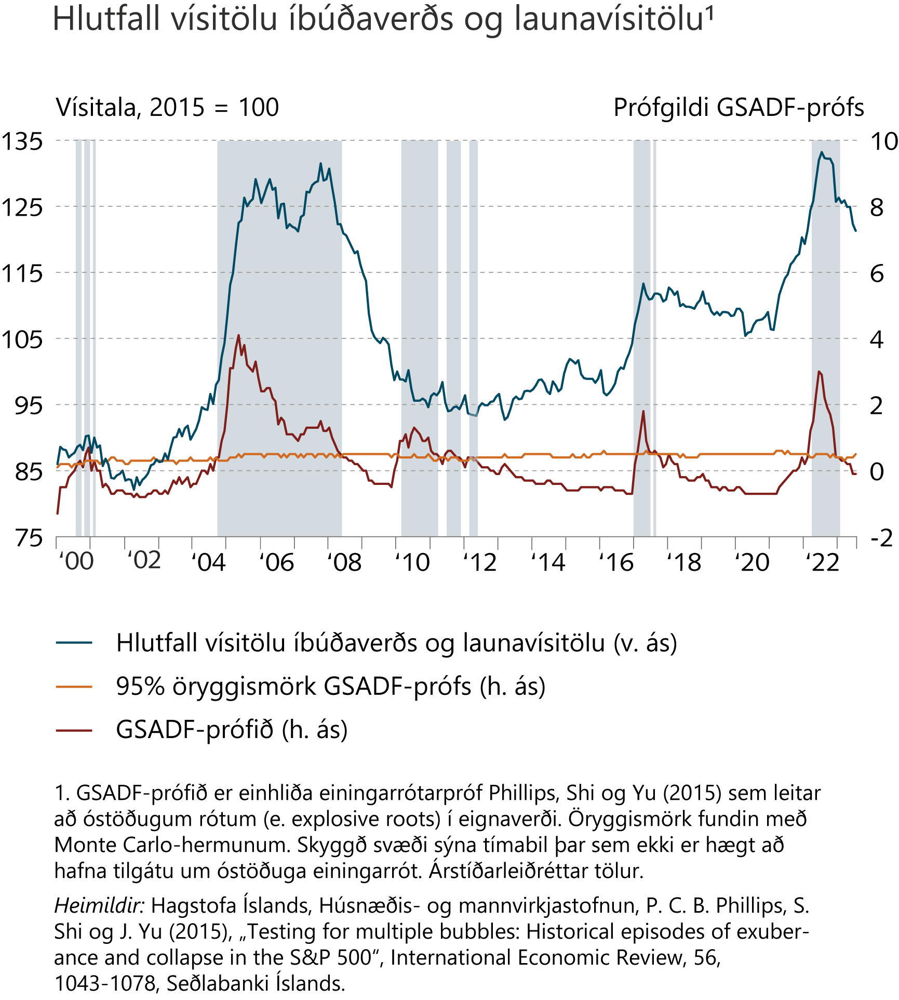 Hlutfall vísitölu íbúðaverðs og launavísitölu¹
Vísitala, 2015 = 100
Prófgildi GSADF-prófs
135
10
125
8
115
6
105
4
95
2
85
0
75
-2
‘00
‘02
‘04
‘06
‘08
‘10
‘12
‘14
‘16
‘18
‘20
‘22
Hlutfall vísitölu íbúðaverðs og launavísitölu (v. ás)
95% öryggismörk GSADF-prófs (h. ás)
GSADF-prófið (h. ás)
1. GSADF-prófið er einhliða einingarrótarpróf Phillips, Shi og Yu (2015) sem leitar
að óstöðugum rótum (e. explosive roots) í eignaverði. Öryggismörk fundin með
Monte Carlo-hermunum. Skyggð svæði sýna tímabil þar sem ekki er hægt að
hafna tilgátu um óstöðuga einingarrót. Árstíðarleiðréttar tölur.
Heimildir: Hagstofa Íslands, Húsnæðis- og mannvirkjastofnun, P. C. B. Phillips, S.
Shi og J. Yu (2015), „Testing for multiple bubbles: Historical episodes of exuber-
ance and collapse in the S&P 500“, International Economic Review, 56,
1043-1078, Seðlabanki Íslands.